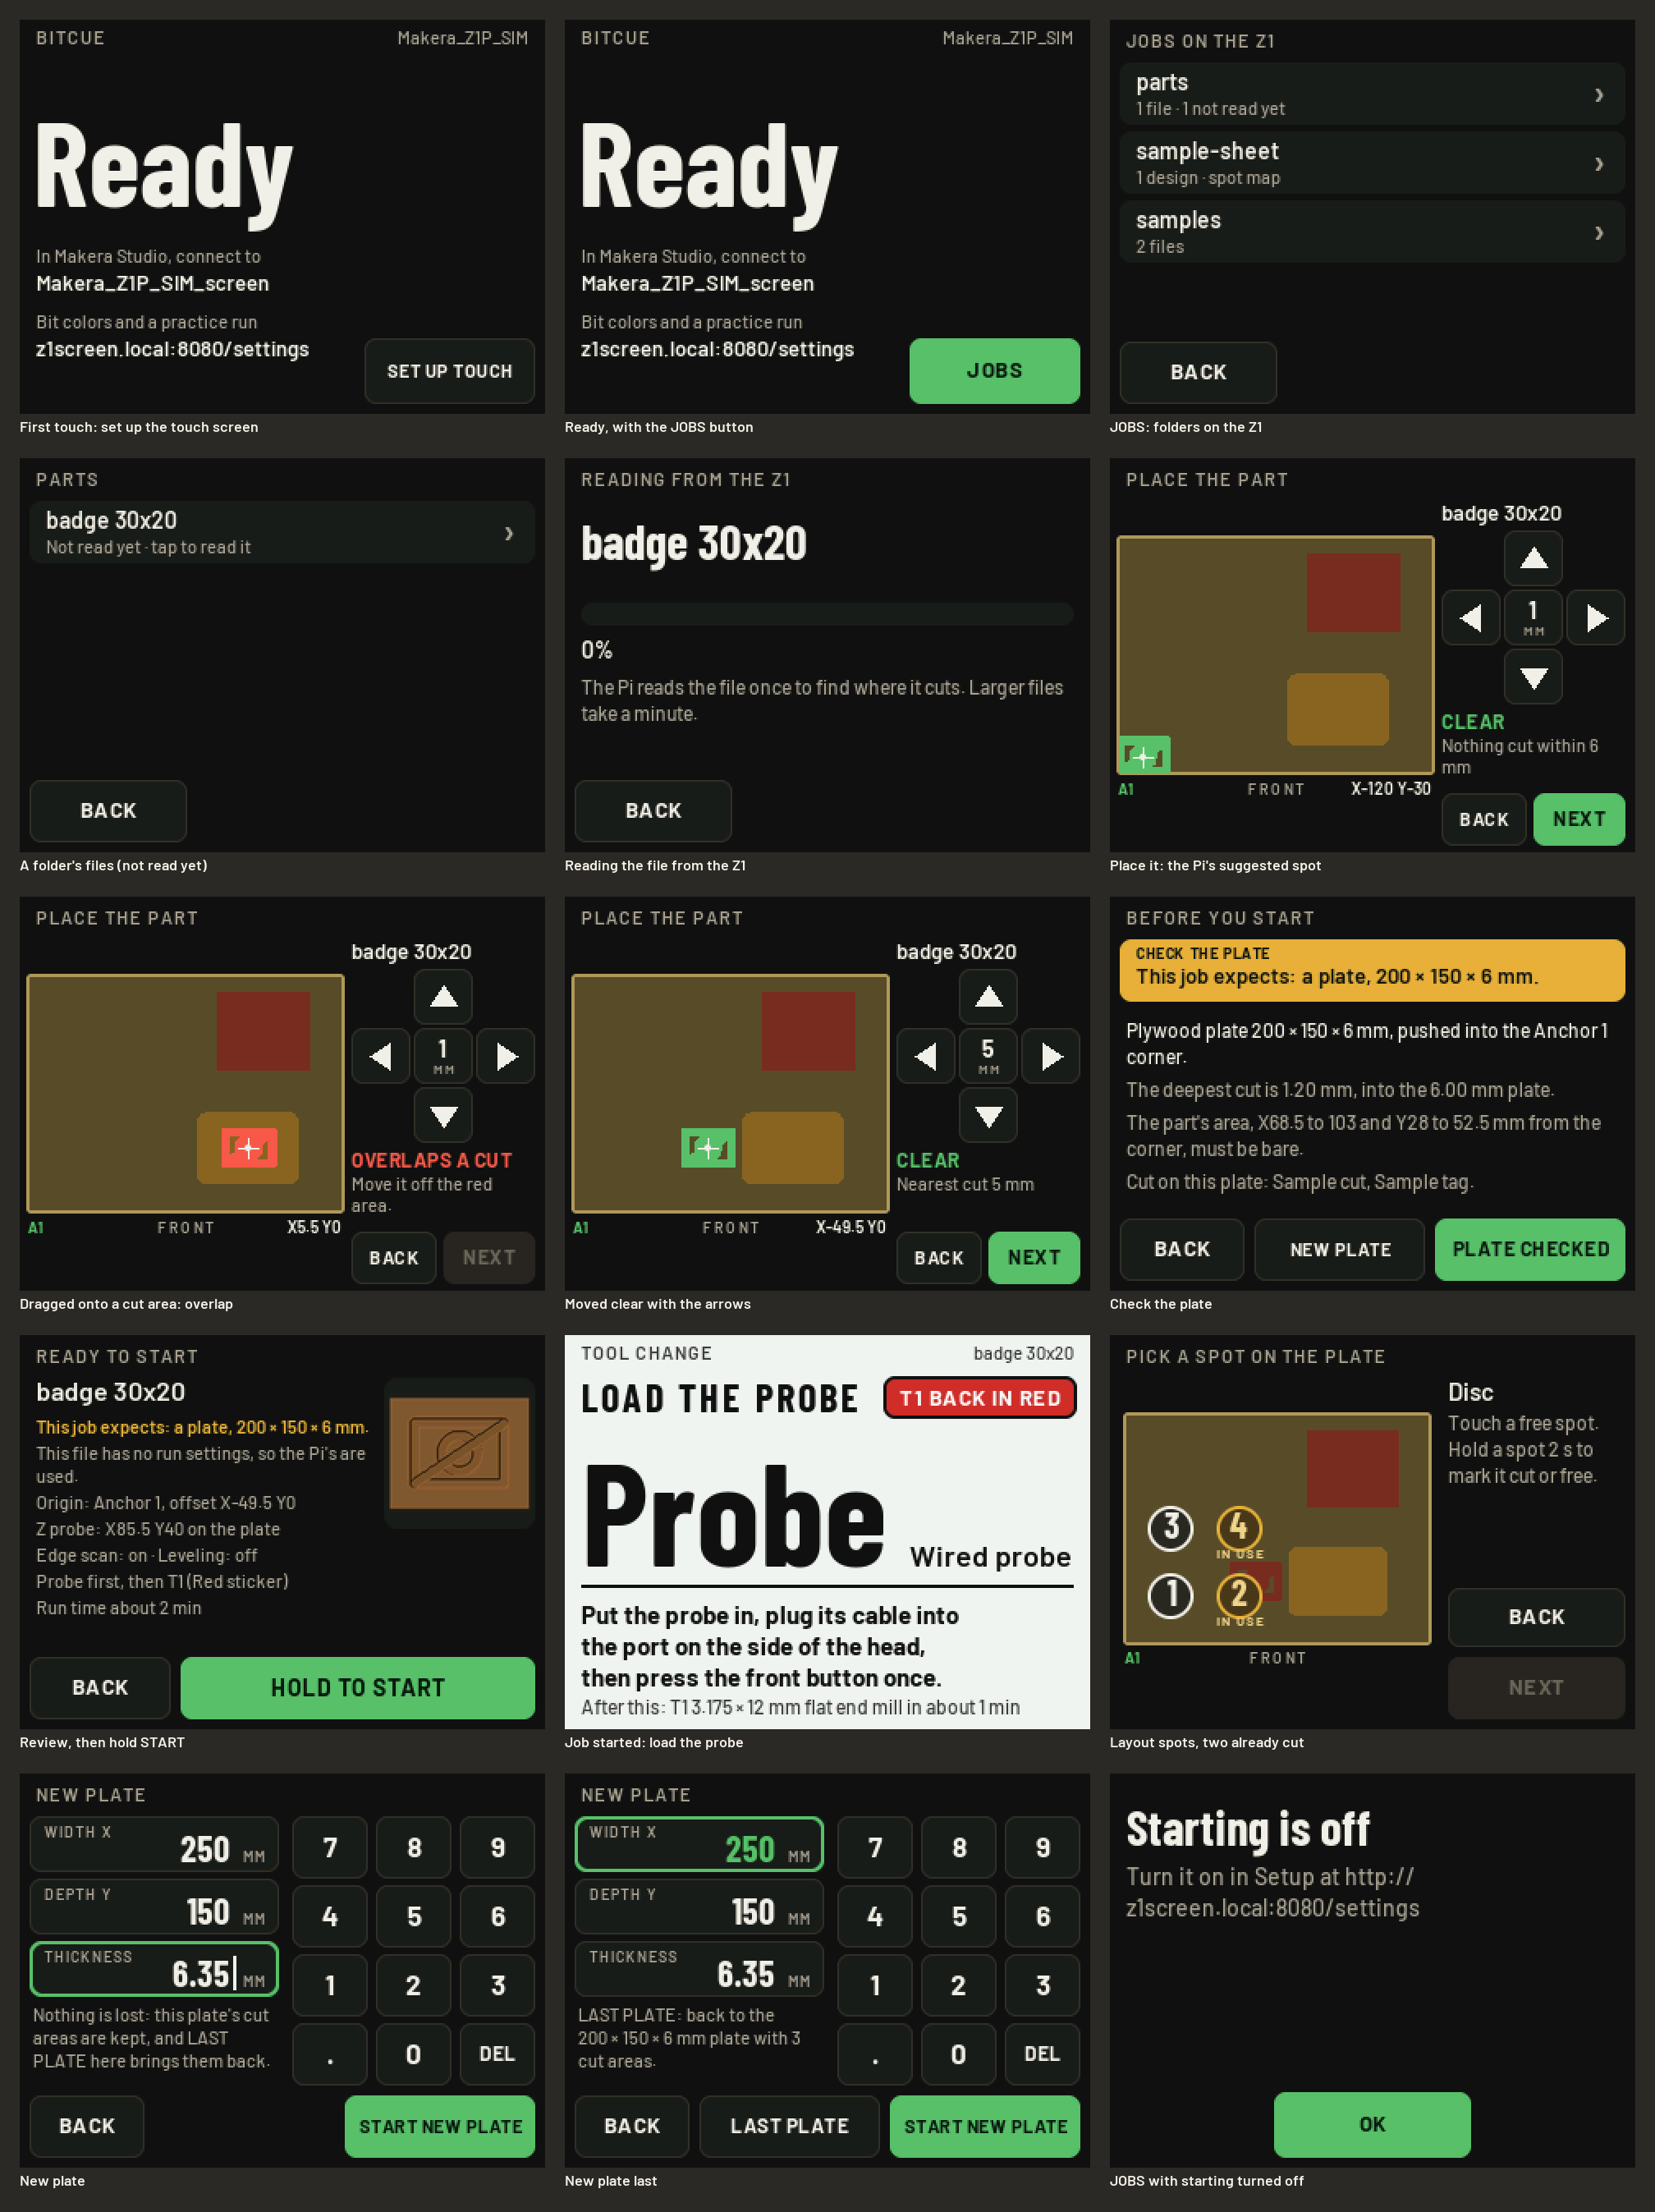 BITCUE
Makera_Z1P_SIM
Ready
In Makera Studio, connect to
Makera_Z1P_SIM_screen
Bit colors and a practice run
z1screen.local:8080/settings
SET UP TOUCH
First touch: set up the touch screen
BITCUE
Makera_Z1P_SIM
Ready
In Makera Studio, connect to
Makera_Z1P_SIM_screen
Bit colors and a practice run
z1screen.local:8080/settings
JOBS
Ready, with the JOBS button
JOBS ON THE Z1
parts
1 file · 1 not read yet
sample-sheet
1 design · spot map
samples
2 files
BACK
JOBS: folders on the Z1
PARTS
badge 30x20
Not read yet · tap to read it
BACK
A folder's files (not read yet)
READING FROM THE Z1
badge 30x20
0%
The Pi reads the file once to find where it cuts. Larger files
take a minute.
BACK
Reading the file from the Z1
PLACE THE PART
badge 30x20
1
MM
CLEAR
Nothing cut within 6
mm
A1
FRONT
X-120 Y-30
BACK
NEXT
Place it: the Pi's suggested spot
PLACE THE PART
badge 30x20
1
MM
OVERLAPS A CUT
Move it off the red
area.
A1
FRONT
X5.5 Y0
BACK
NEXT
Dragged onto a cut area: overlap
PLACE THE PART
badge 30x20
5
MM
CLEAR
Nearest cut 5 mm
A1
FRONT
X-49.5 Y0
BACK
NEXT
Moved clear with the arrows
BEFORE YOU START
CHECK THE PLATE
This job expects: a plate, 200 × 150 × 6 mm.
Plywood plate 200 × 150 × 6 mm, pushed into the Anchor 1
corner.
The deepest cut is 1.20 mm, into the 6.00 mm plate.
The part's area, X68.5 to 103 and Y28 to 52.5 mm from the
corner, must be bare.
Cut on this plate: Sample cut, Sample tag.
BACK
NEW PLATE
PLATE CHECKED
Check the plate
READY TO START
badge 30x20
This job expects: a plate, 200 × 150 × 6 mm.
This file has no run settings, so the Pi's are
used.
Origin: Anchor 1, offset X-49.5 Y0
Z probe: X85.5 Y40 on the plate
Edge scan: on · Leveling: off
Probe first, then T1 (Red sticker)
Run time about 2 min
BACK
HOLD TO START
Review, then hold START
TOOL CHANGE
badge 30x20
LOAD THE PROBE
T1 BACK IN RED
Probe
Wired probe
Put the probe in, plug its cable into
the port on the side of the head,
then press the front button once.
After this: T1 3.175 × 12 mm flat end mill in about 1 min
Job started: load the probe
PICK A SPOT ON THE PLATE
Disc
Touch a free spot.
Hold a spot 2 s to
mark it cut or free.
3
4
IN USE
1
2
IN USE
A1
FRONT
BACK
NEXT
Layout spots, two already cut
NEW PLATE
WIDTH X
250 MM
DEPTH Y
150 MM
THICKNESS
6.35 MM
Nothing is lost: this plate's cut
areas are kept, and LAST
PLATE here brings them back.
7 8 9
4 5 6
1 2 3
. 0 DEL
BACK
START NEW PLATE
New plate
NEW PLATE
WIDTH X
250 MM
DEPTH Y
150 MM
THICKNESS
6.35 MM
LAST PLATE: back to the
200 × 150 × 6 mm plate with 3
cut areas.
7 8 9
4 5 6
1 2 3
. 0 DEL
BACK
LAST PLATE
START NEW PLATE
New plate last
Starting is off
Turn it on in Setup at http://
z1screen.local:8080/settings
OK
JOBS with starting turned off